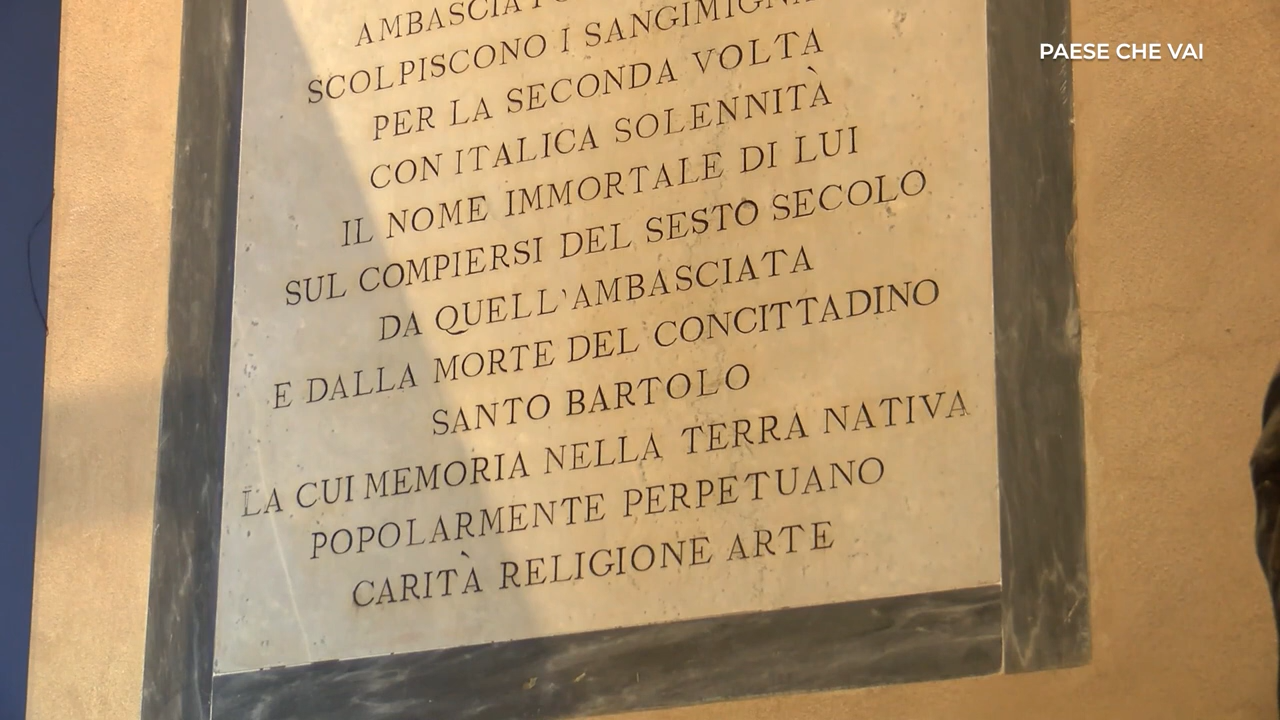 SCOLPISCONO I
PER LA SECONDA VOLTA
CON ITALICA SOLENNITÀ
IL NOME IMMORTALE DI LUI
SUL COMPIERSI DEL SESTO SECOLO
DA QUELL'AMBASCIATA
E DALLA MORTE DEL CONCITTADINO
SANTO BARTOLO
LA CUI MEMORIA NELLA TERRA NATIVA
POPOLARMENTE PERPETUANO
CARITÀ RELIGIONE ARTE
PAESE CHE VAI